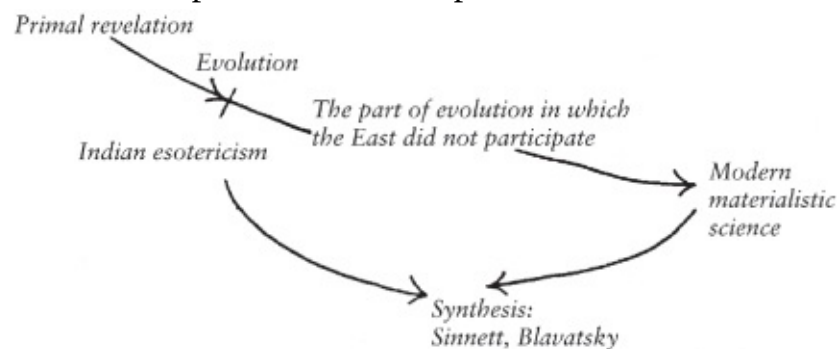 Primal revelation
Evolution
The part of evolution in which
the East did not participate
Indian esotericism
Modern
materialistic
science
Synthesis:
Sinnett, Blavatsky